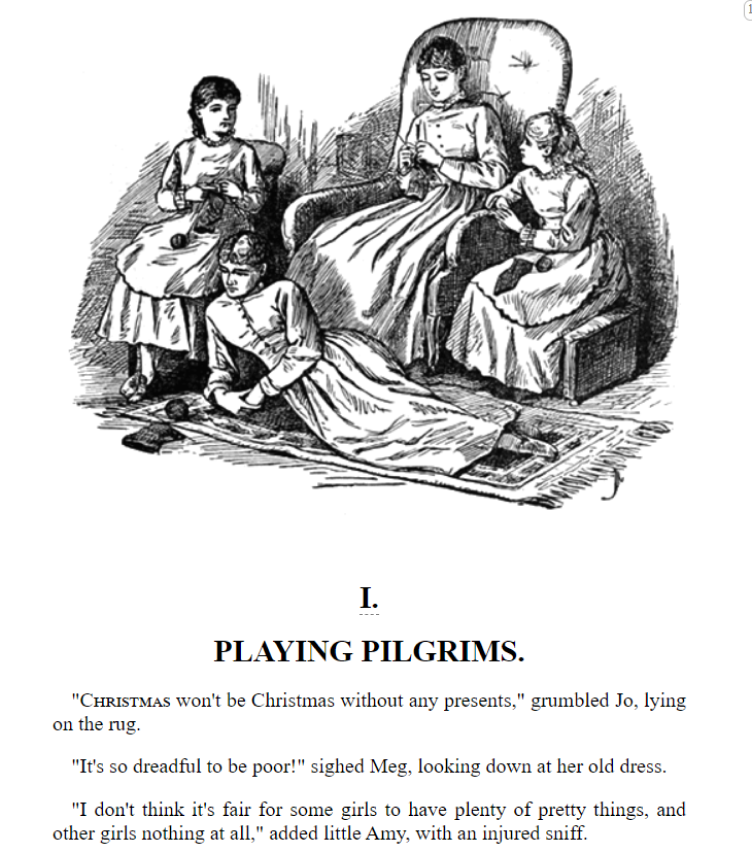 1
I.
PLAYING PILGRIMS.
"CHRISTMAS won't be Christmas without any presents," grumbled Jo, lying
on the rug.
"It's so dreadful to be poor!" sighed Meg, looking down at her old dress.
"I don't think it's fair for some girls to have plenty of pretty things, and
other girls nothing at all," added little Amy, with an injured sniff.